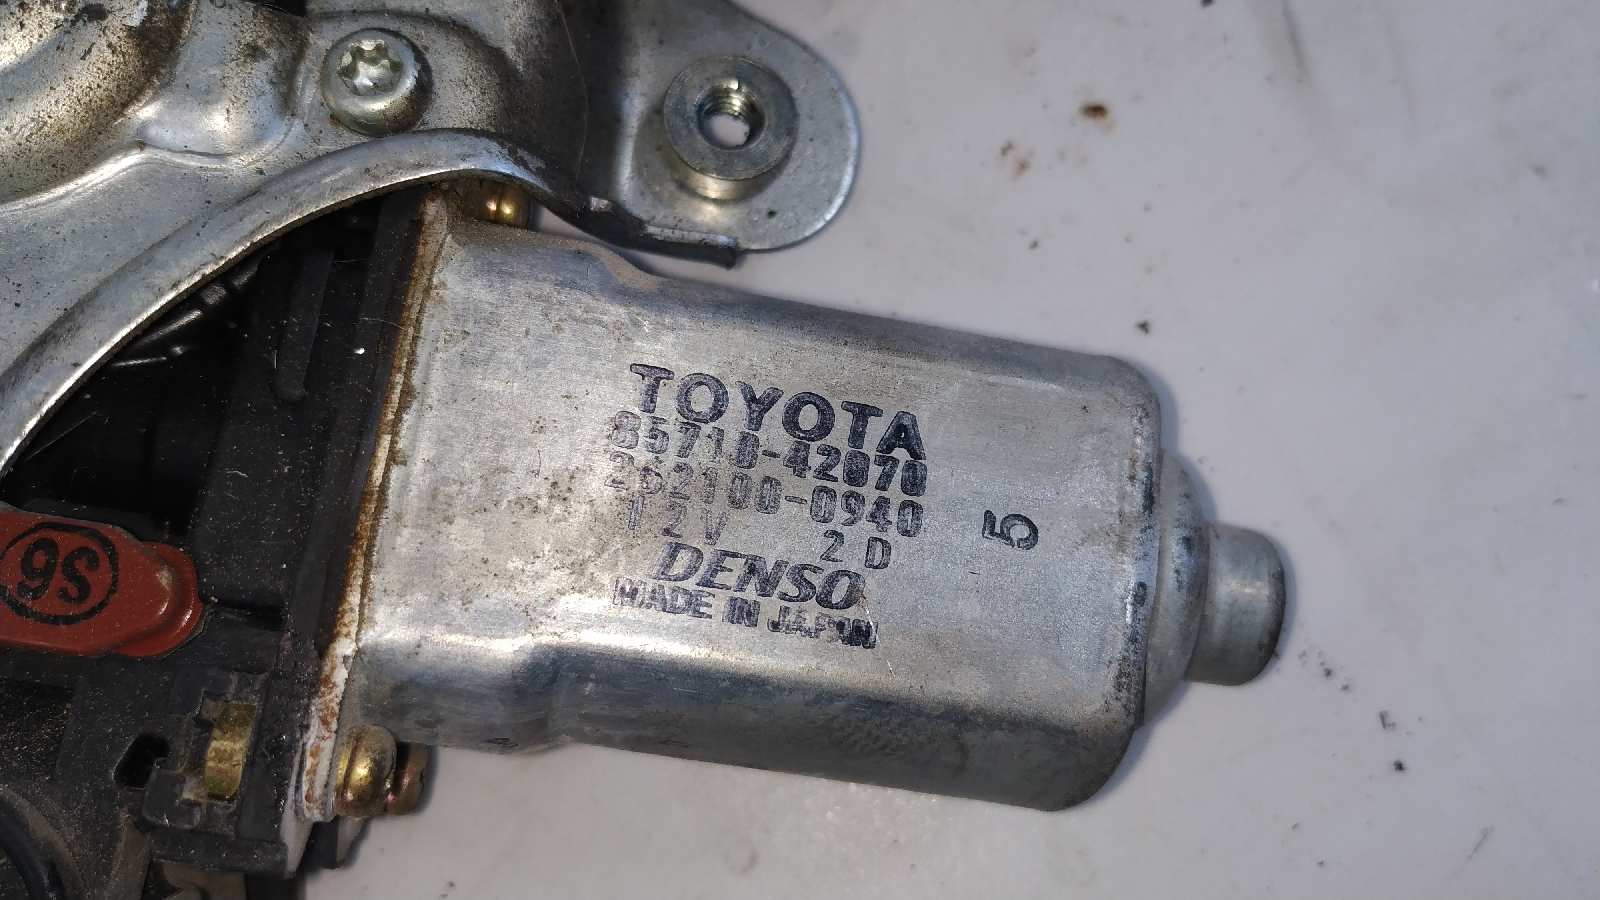 TOYOTA
85710-42070
262100-0940
12V 2D
DENSO
MADE IN JAPAN
5
S6